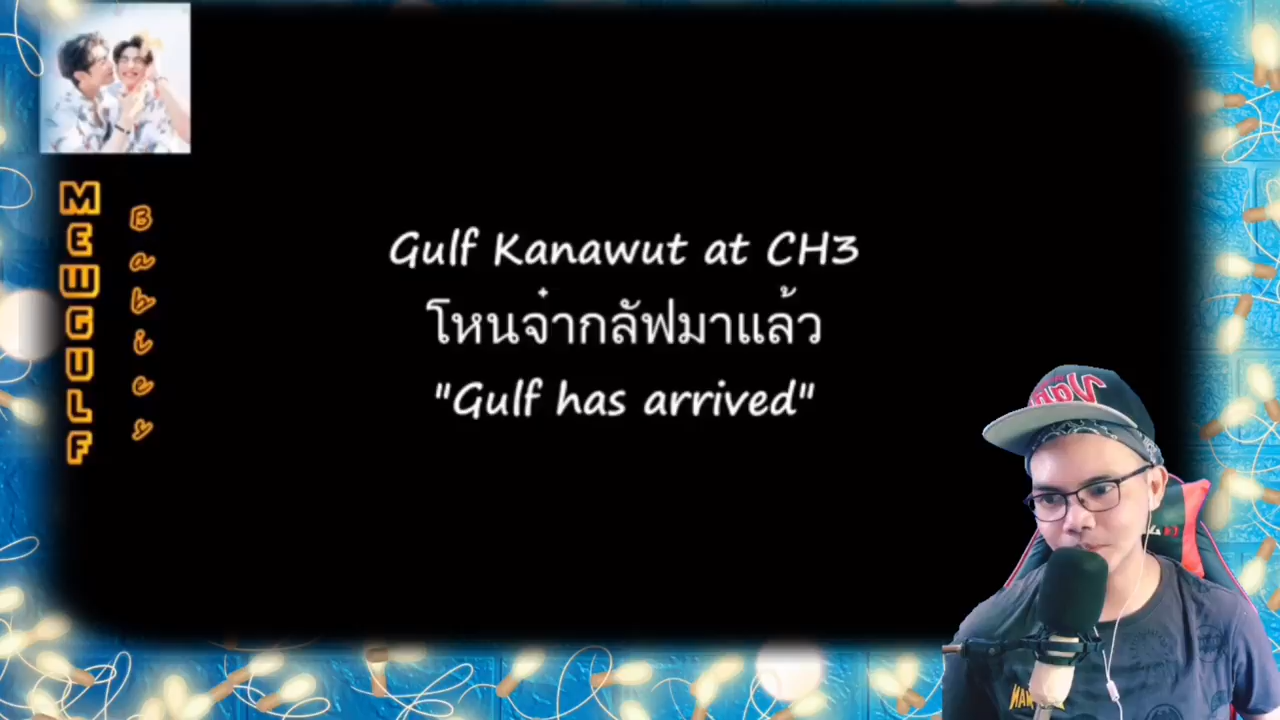 MEWGULF
Babies
Gulf Kanawut at CH3
โหนจ๋ากลัฟมาแล้ว
"Gulf has arrived"